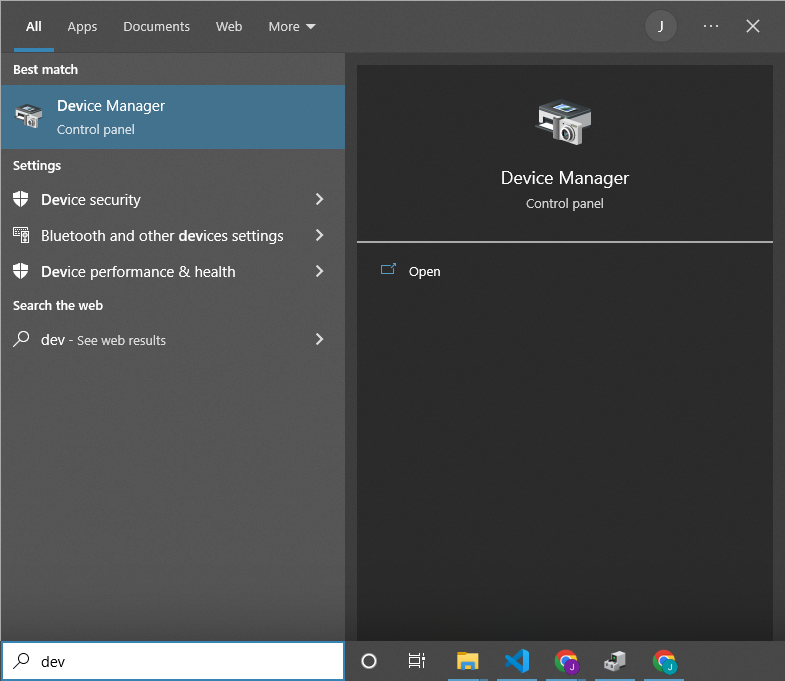 All Apps Documents Web More J ···
Best match
Device Manager
Control panel
Settings
Device security
Bluetooth and other devices settings
Device performance & health
Search the web
dev - See web results
Device Manager
Control panel
Open
dev
J J